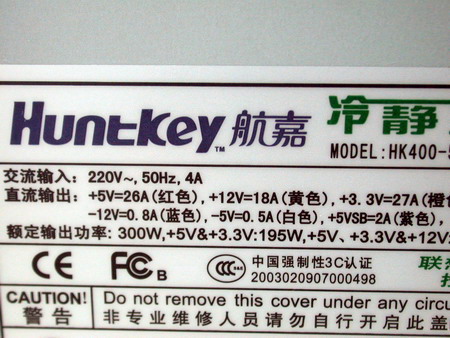 Huntkey™ 航嘉 冷静
MODEL:HK400-
交流输入: 220V~, 50Hz, 4A
直流输出: +5V=26A(红色), +12V=18A(黄色), +3.3V=27A(橙色
-12V=0.8A(蓝色), -5V=0.5A(白色), +5VSB=2A(紫色),
额定输出功率: 300W,+5V&+3.3V:195W,+5V、+3.3V&+12V:
CE FC B CCC 中国强制性3C认证
2003020907000498
CAUTION! Do not remove this cover under any circu
警告 非专业维修人员请勿自行开启此盖